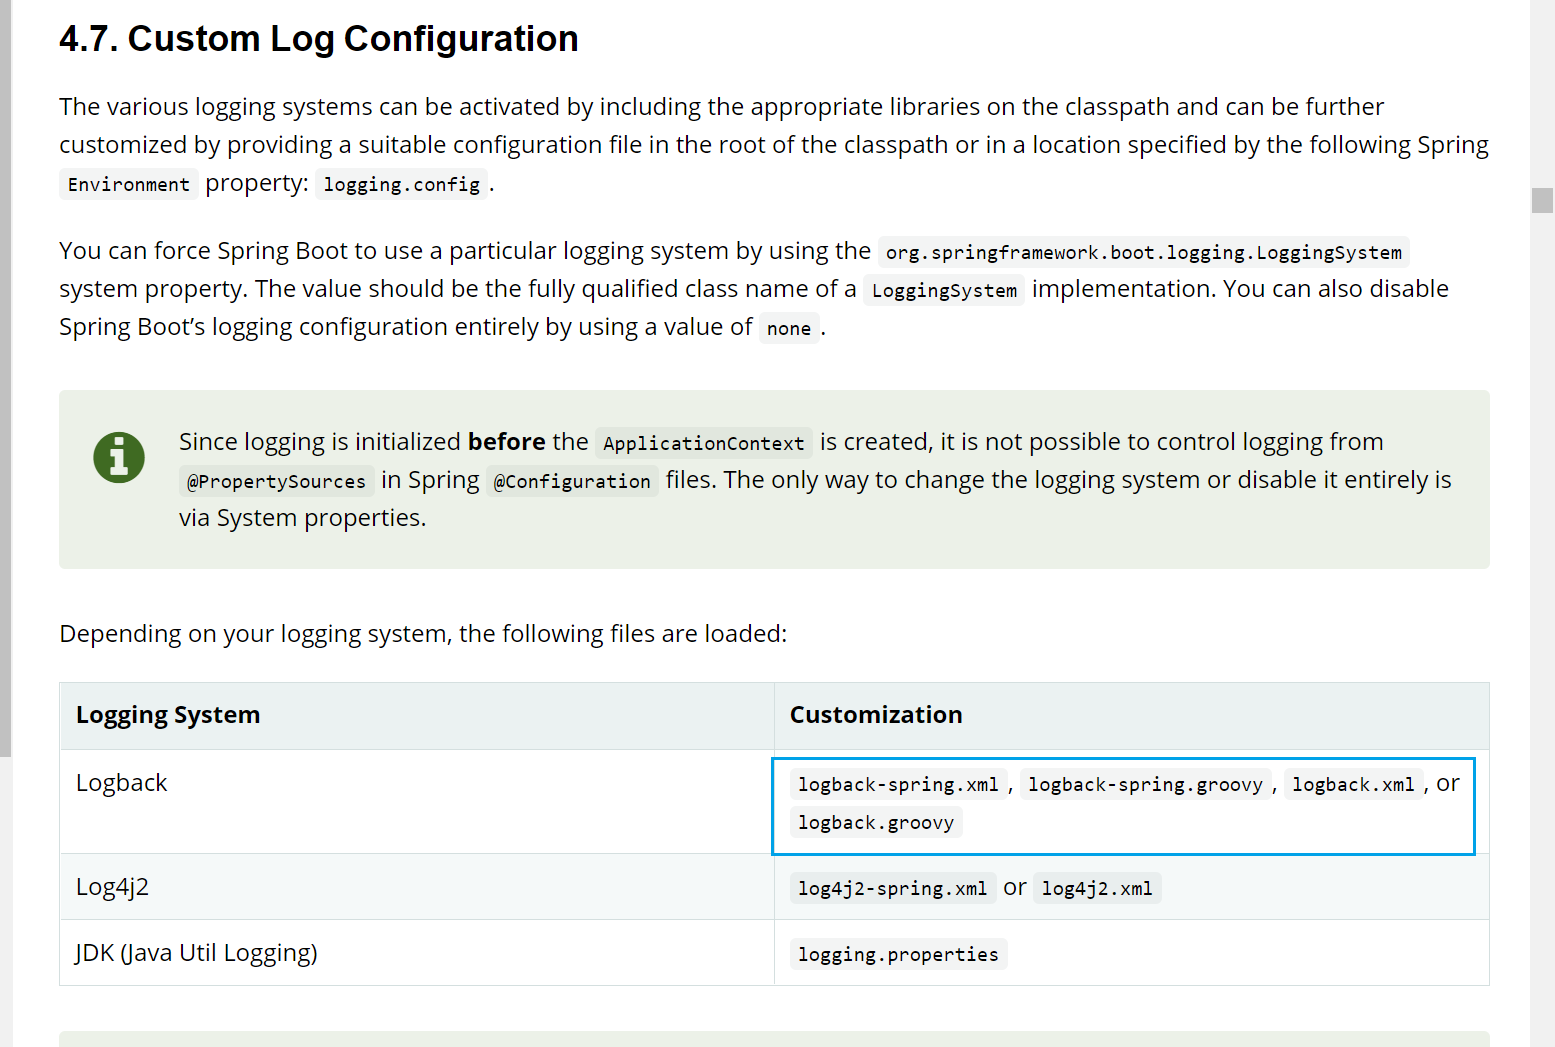 4.7. Custom Log Configuration
The various logging systems can be activated by including the appropriate libraries on the classpath and can be further
customized by providing a suitable configuration file in the root of the classpath or in a location specified by the following Spring
Environment property: logging.config.
You can force Spring Boot to use a particular logging system by using the org.springframework.boot.logging.LoggingSystem
system property. The value should be the fully qualified class name of a LoggingSystem implementation. You can also disable
Spring Boot’s logging configuration entirely by using a value of none.
Since logging is initialized before the ApplicationContext is created, it is not possible to control logging from
@PropertySources in Spring @Configuration files. The only way to change the logging system or disable it entirely is
via System properties.
Depending on your logging system, the following files are loaded:
Logging System Customization
Logback logback-spring.xml, logback-spring.groovy, logback.xml, or
logback.groovy
Log4j2 log4j2-spring.xml or log4j2.xml
JDK (Java Util Logging) logging.properties